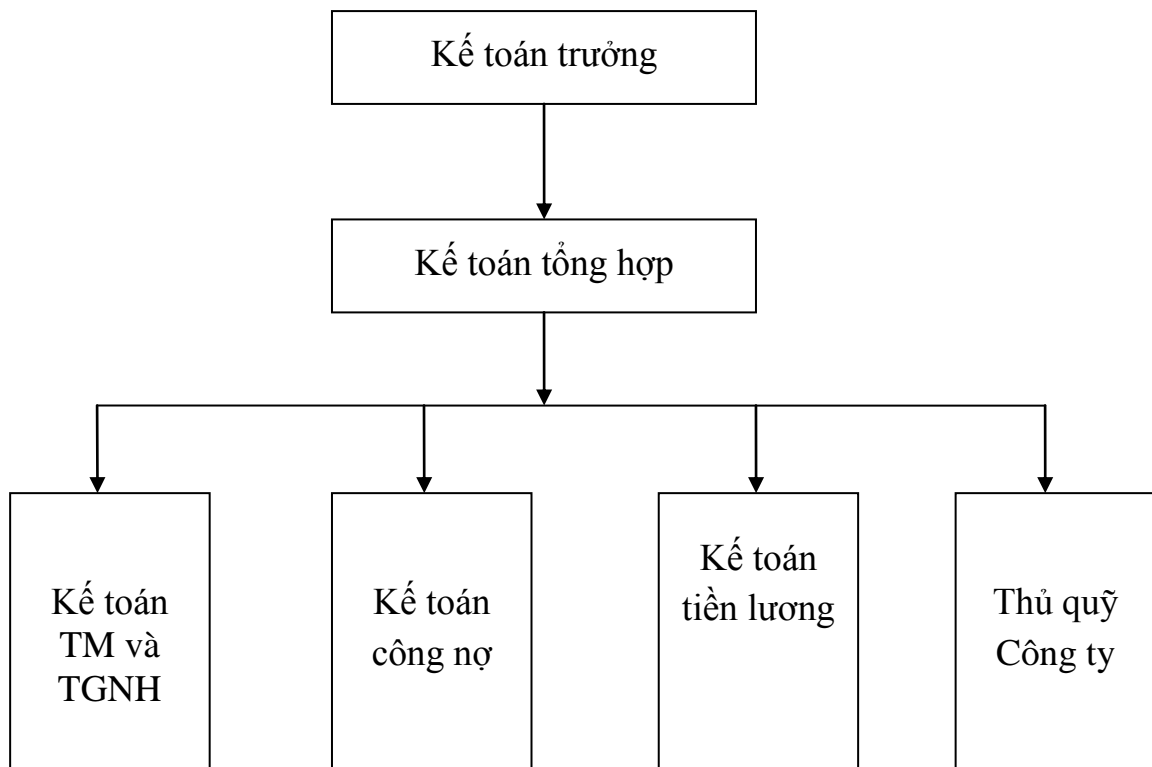 Kế toán trưởng
Kế toán tổng hợp
Kế toán
TM và
TGNH
Kế toán
công nợ
Kế toán
tiền lương
Thủ quỹ
Công ty